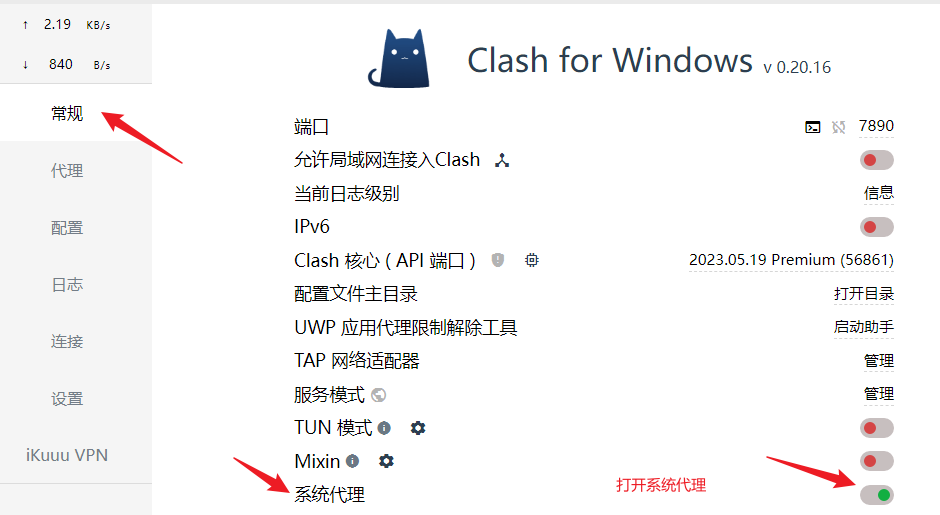 ↑ 2.19 KB/s
↓ 840 B/s
常规
代理
配置
日志
连接
设置
iKuuu VPN
Clash for Windows v 0.20.16
端口 7890
允许局域网连接入Clash
当前日志级别 信息
IPv6
Clash 核心 ( API 端口 ) 2023.05.19 Premium (56861)
配置文件主目录 打开目录
UWP 应用代理限制解除工具 启动助手
TAP 网络适配器 管理
服务模式 管理
TUN 模式
Mixin
系统代理 打开系统代理